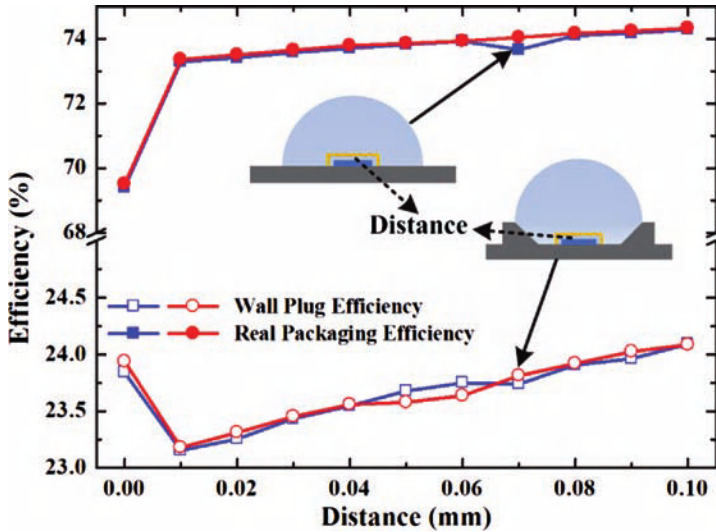 74
72
70
68
Distance
24.5
24.0
23.5
23.0
Wall Plug Efficiency
Real Packaging Efficiency
Efficiency (%)
0.00 0.02 0.04 0.06 0.08 0.10
Distance (mm)